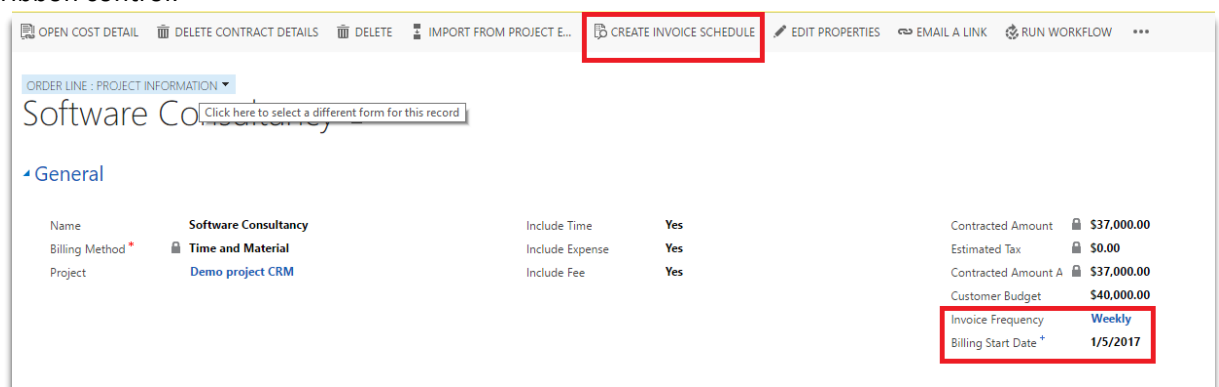 ribbon control.
OPEN COST DETAIL DELETE CONTRACT DETAILS DELETE IMPORT FROM PROJECT E... CREATE INVOICE SCHEDULE EDIT PROPERTIES EMAIL A LINK RUN WORKFLOW •••
ORDER LINE : PROJECT INFORMATION
Software Consultancy
Click here to select a different form for this record
General
Name Software Consultancy Include Time Yes Contracted Amount $37,000.00
Billing Method * Time and Material Include Expense Yes Estimated Tax $0.00
Project Demo project CRM Include Fee Yes Contracted Amount A $37,000.00
Customer Budget $40,000.00
Invoice Frequency Weekly
Billing Start Date + 1/5/2017